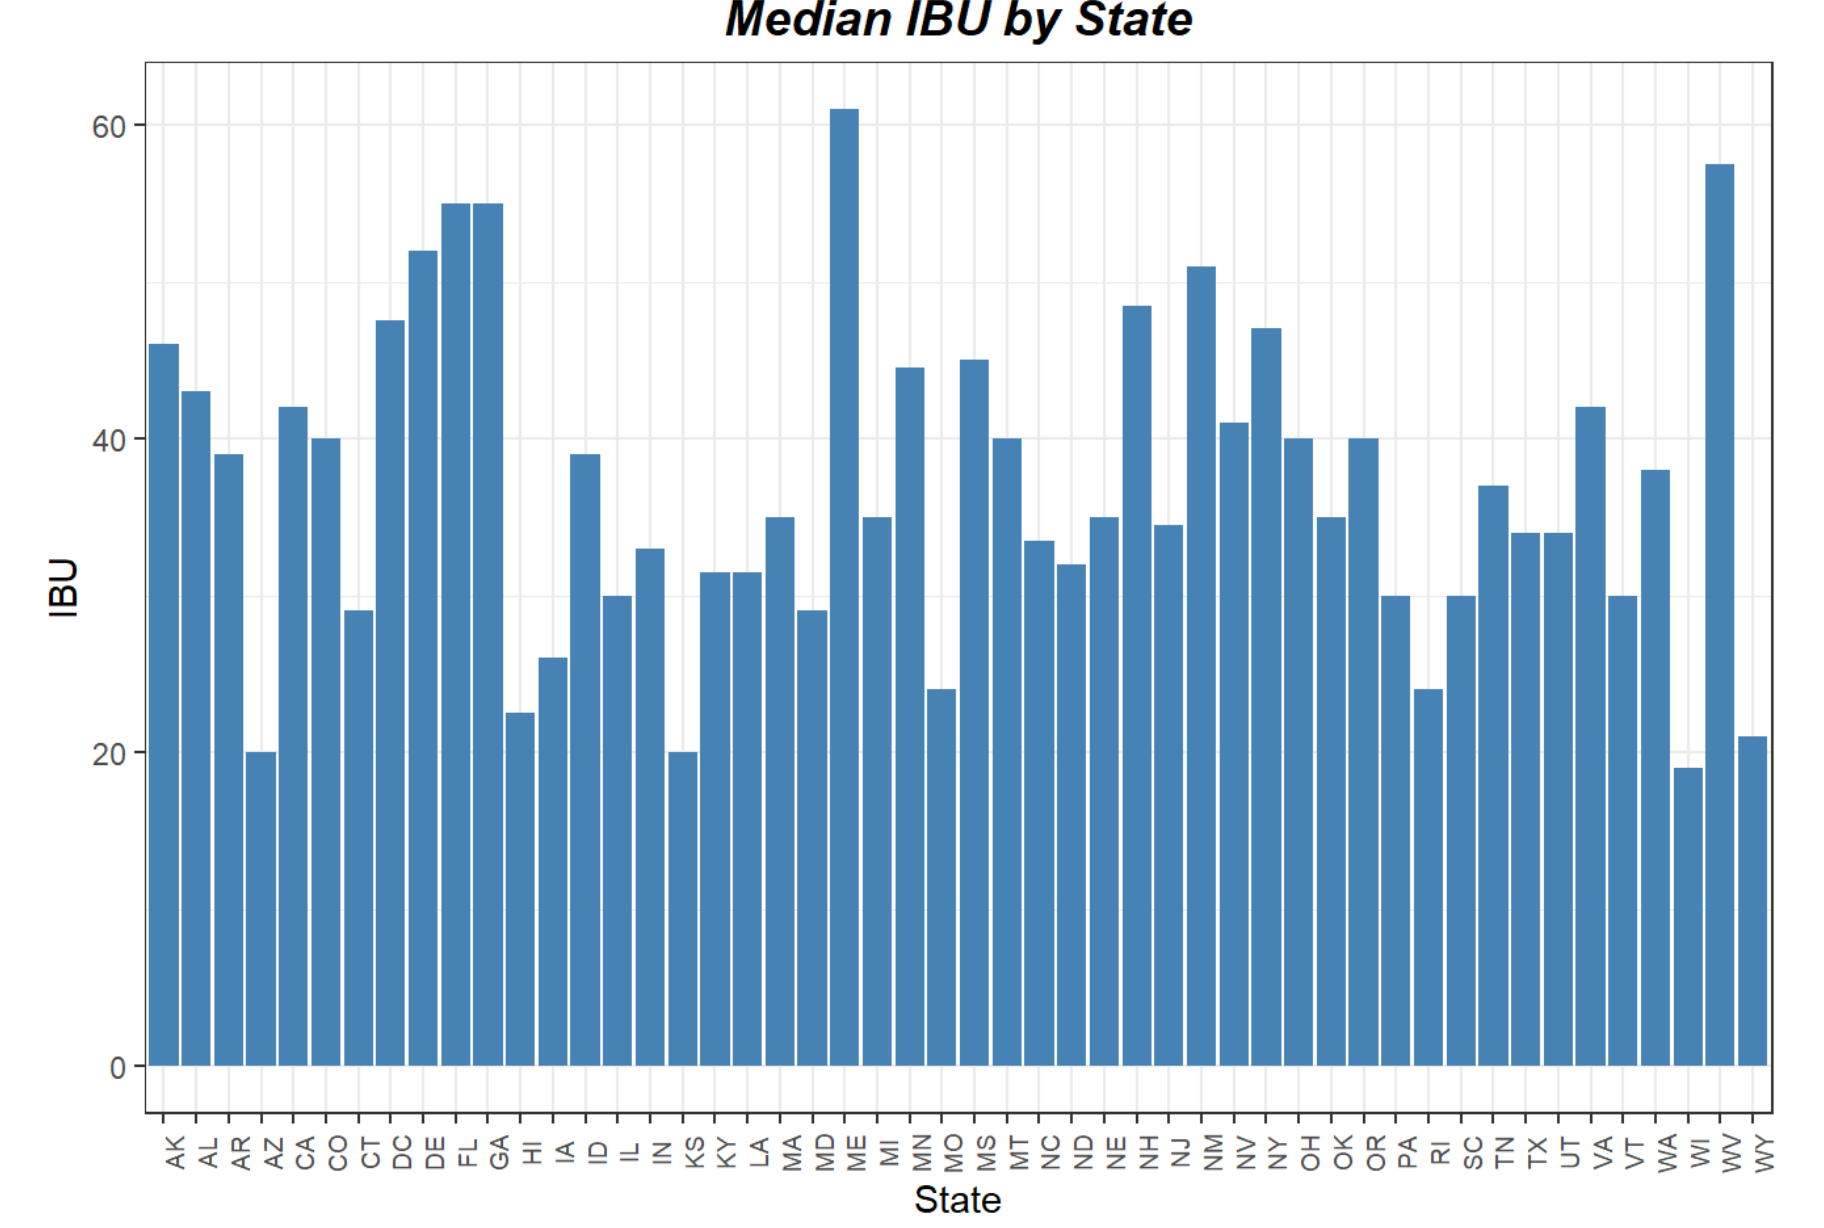 Median IBU by State
60
40
20
0
IBU
AK AL AR AZ CA CO CT DC DE FL GA HI IA ID IL IN KS KY LA MA MD ME MI MN MO MS MT NC ND NE NH NJ NM NV NY OH OK OR PA RI SC TN TX UT VA VT WA WI WV WY
State